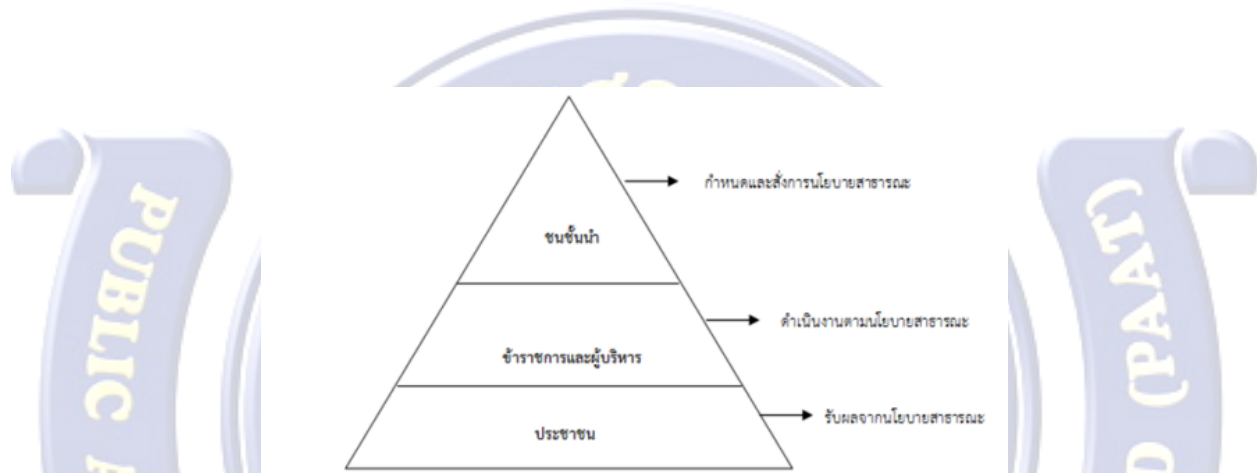 กำหนดและสั่งการนโยบายสาธารณะ
ชนชั้นนำ
ดำเนินงานตามนโยบายสาธารณะ
ข้าราชการและผู้บริหาร
รับผลจากนโยบายสาธารณะ
ประชาชน
PUBLIC
(PAAT)